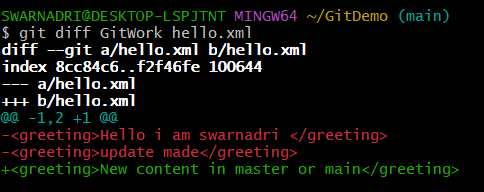 SWARNADRI@DESKTOP-LSPJTNT MINGW64 ~/GitDemo (main)
$ git diff GitWork hello.xml
diff --git a/hello.xml b/hello.xml
index 8cc84c6..f2f46fe 100644
--- a/hello.xml
+++ b/hello.xml
@@ -1,2 +1 @@
-<greeting>Hello i am swarnadri </greeting>
-<greeting>update made</greeting>
+<greeting>New content in master or main</greeting>